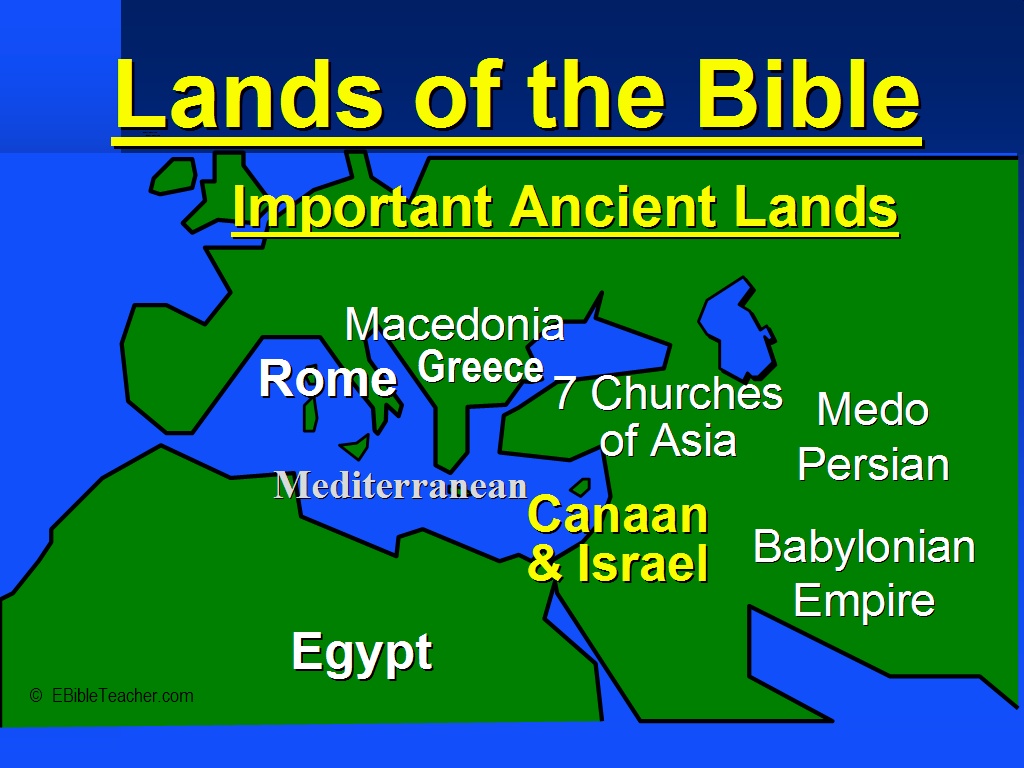 Lands of the Bible
Important Ancient Lands
Macedonia
Rome
Greece
7 Churches
of Asia
Medo
Persian
Mediterranean
Canaan
& Israel
Babylonian
Empire
Egypt
© EBibleTeacher.com